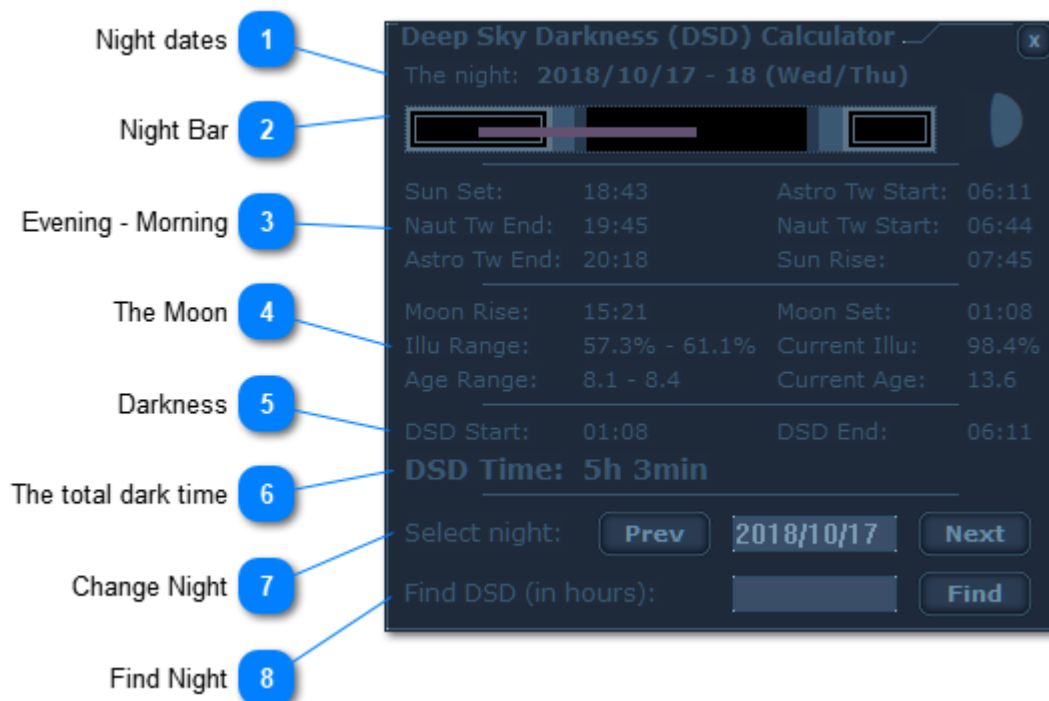 Night dates 1
Night Bar 2
Evening - Morning 3
The Moon 4
Darkness 5
The total dark time 6
Change Night 7
Find Night 8
Deep Sky Darkness (DSD) Calculator x
The night: 2018/10/17 - 18 (Wed/Thu)
Sun Set: 18:43 Astro Tw Start: 06:11
Naut Tw End: 19:45 Naut Tw Start: 06:44
Astro Tw End: 20:18 Sun Rise: 07:45
Moon Rise: 15:21 Moon Set: 01:08
Illu Range: 57.3% - 61.1% Current Illu: 98.4%
Age Range: 8.1 - 8.4 Current Age: 13.6
DSD Start: 01:08 DSD End: 06:11
DSD Time: 5h 3min
Select night: Prev 2018/10/17 Next
Find DSD (in hours): Find